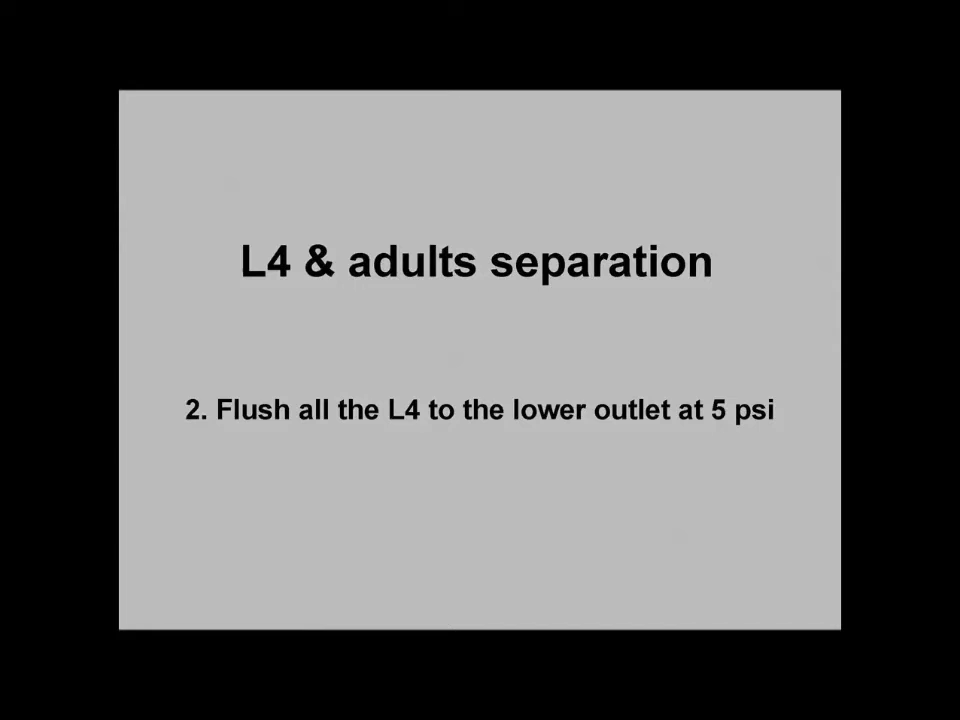 L4 & adults separation
2. Flush all the L4 to the lower outlet at 5 psi